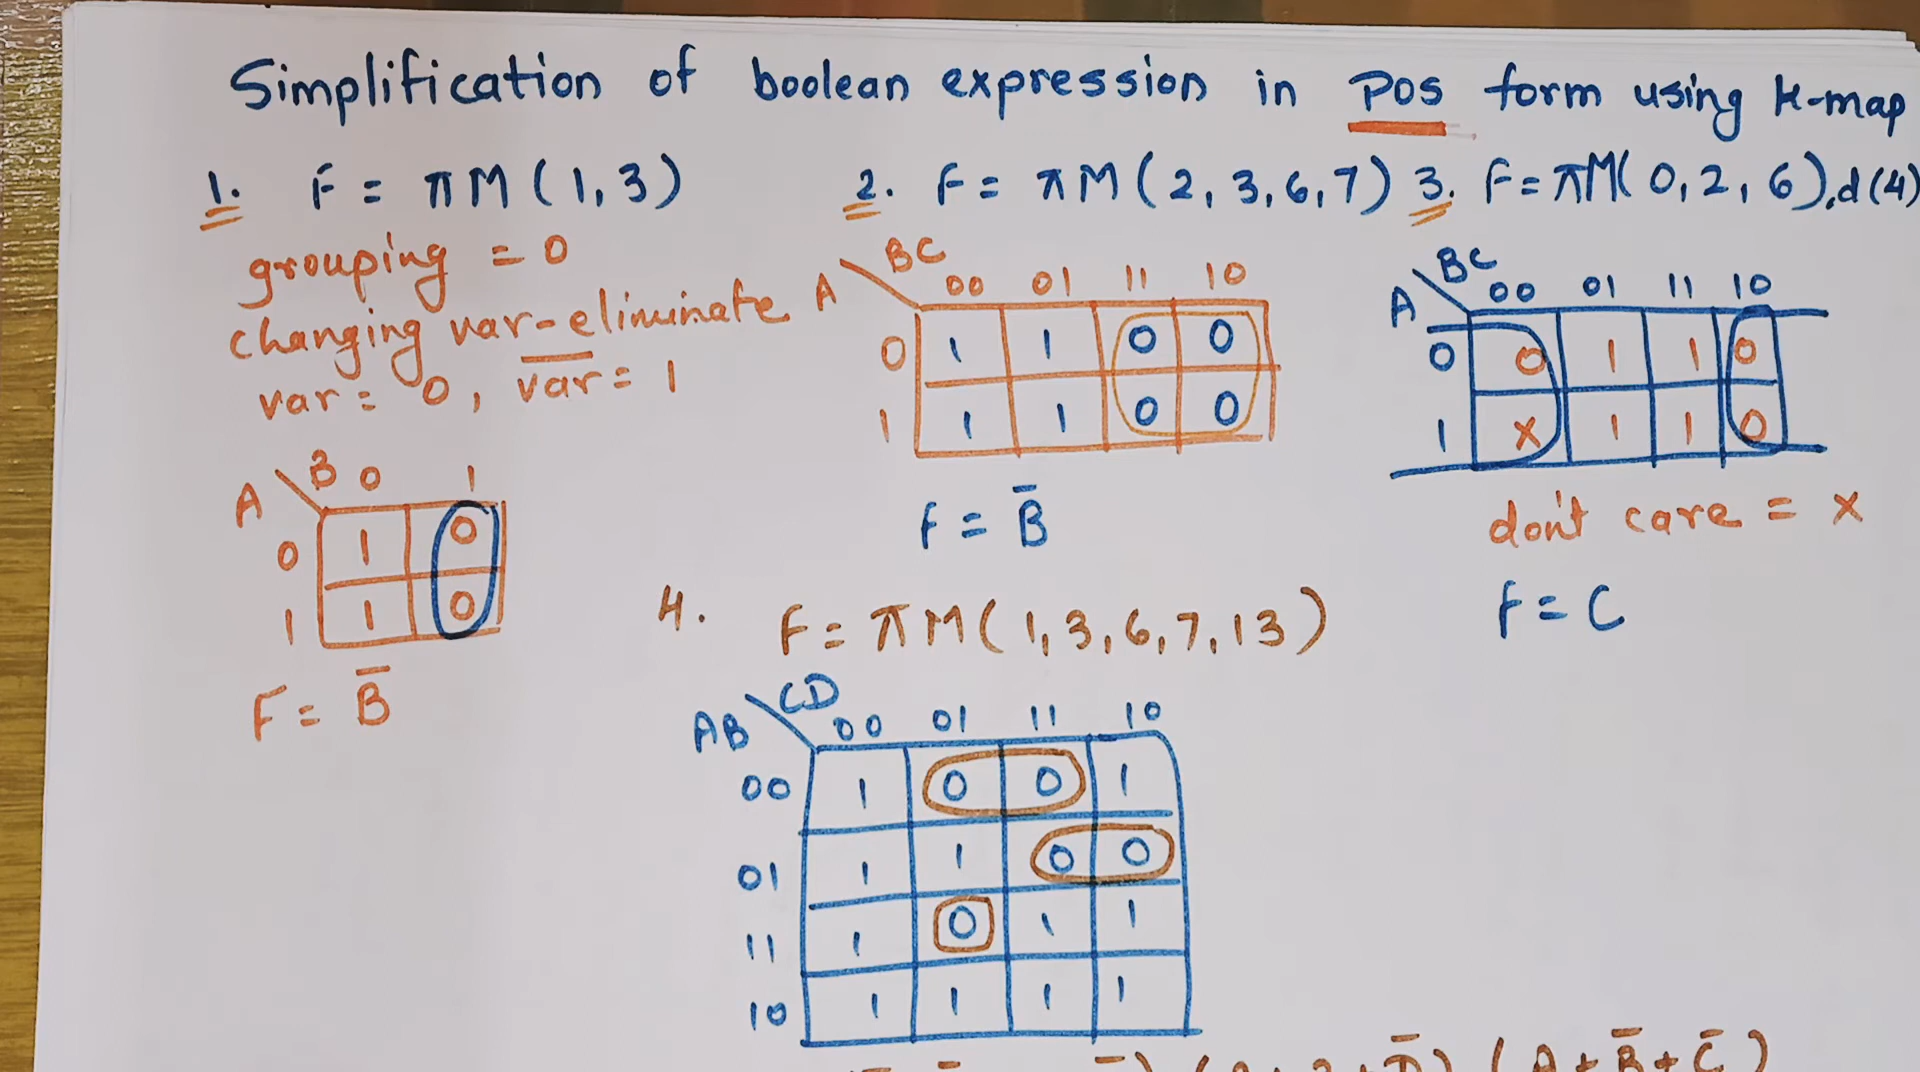 Simplification of boolean expression in POS form using K-map
1. F = πM (1,3)
grouping = 0
changing var-eliminate
var = 0, v̅a̅r̅ = 1
A B 0 1
0 1 0
1 1 0
F = B̅
2. F = πM (2,3,6,7)
A BC 00 01 11 10
0 1 1 0 0
1 1 1 0 0
F = B̅
3. F = πM( 0,2,6),d(4)
A BC 00 01 11 10
0 0 1 1 0
1 x 1 1 0
don't care = x
F = C
4. F = πM(1,3,6,7,13)
AB CD 00 01 11 10
00 1 0 0 1
01 1 1 0 0
11 1 0 1 1
10 1 1 1 1
(A+B̅+C̅)